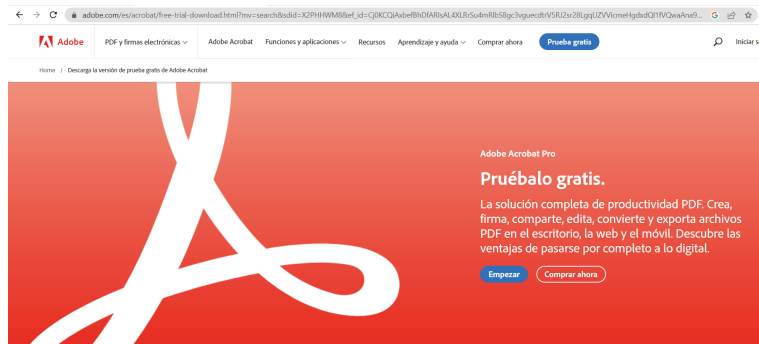 adobe.com/es/acrobat/free-trial-download.html?mv=search&sdid=X2PHHWM8&ef_id=
Adobe PDF y firmas electrónicas Adobe Acrobat Funciones y aplicaciones Recursos Aprendizaje y ayuda Comprar ahora Prueba gratis Iniciar s
Home / Descarga la versión de prueba gratis de Adobe Acrobat
Adobe Acrobat Pro
Pruébalo gratis.
La solución completa de productividad PDF. Crea,
firma, comparte, edita, convierte y exporta archivos
PDF en el escritorio, la web y el móvil. Descubre las
ventajas de pasarse por completo a lo digital.
Empezar Comprar ahora